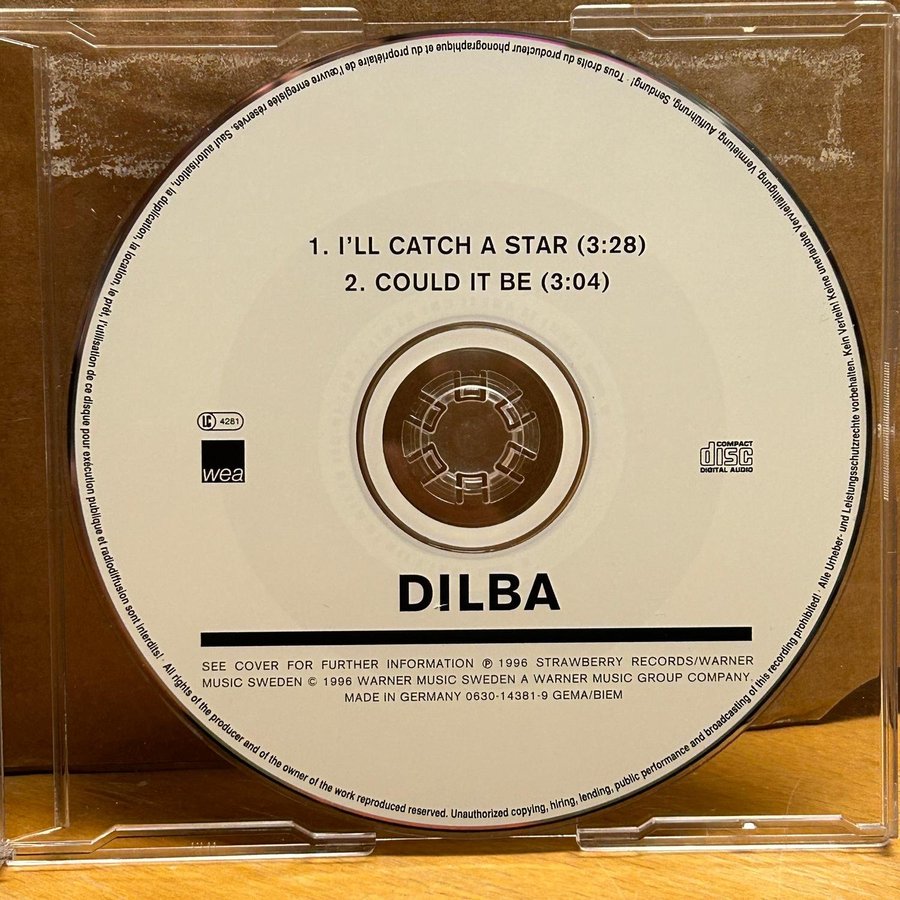 1. I'LL CATCH A STAR (3:28)
2. COULD IT BE (3:04)
LC 4281
wea
COMPACT
disc
DIGITAL AUDIO
DILBA
SEE COVER FOR FURTHER INFORMATION ℗ 1996 STRAWBERRY RECORDS/WARNER
MUSIC SWEDEN © 1996 WARNER MUSIC SWEDEN A WARNER MUSIC GROUP COMPANY.
MADE IN GERMANY 0630-14381-9 GEMA/BIEM
· All rights of the producer and of the owner of the work reproduced reserved. Unauthorized copying, hiring, lending, public performance and broadcasting of this recording prohibited! · Alle Urheber- und Leistungsschutzrechte vorbehalten. Kein Verleih! Keine unerlaubte Vervielfältigung, Vermietung, Aufführung, Sendung! · Tous droits du producteur phonographique et du propriétaire de l'œuvre enregistée réservés. Sauf autorisation, la duplication, la location, le prêt, l'utilisation de ce disque pour exécution publique et radiodiffusion sont interdits!